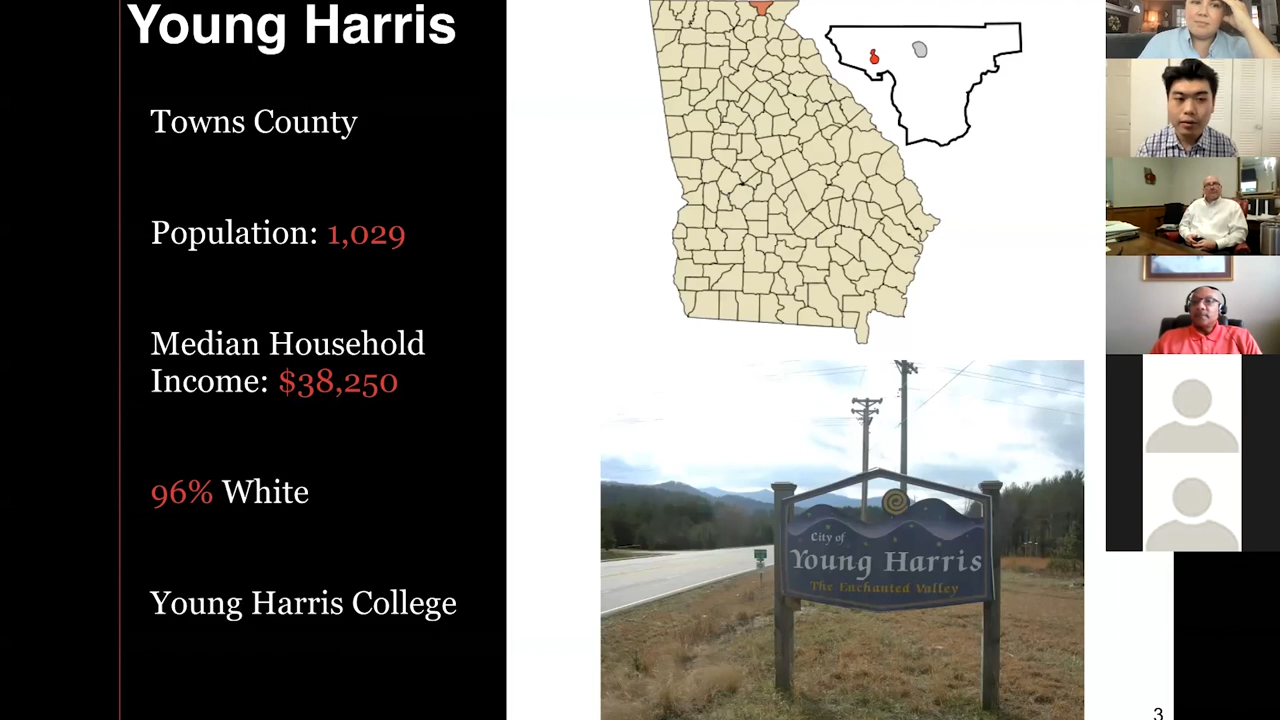 Young Harris
Towns County
Population: 1,029
Median Household
Income: $38,250
96% White
Young Harris College
City of
Young Harris
The Enchanted Valley
3